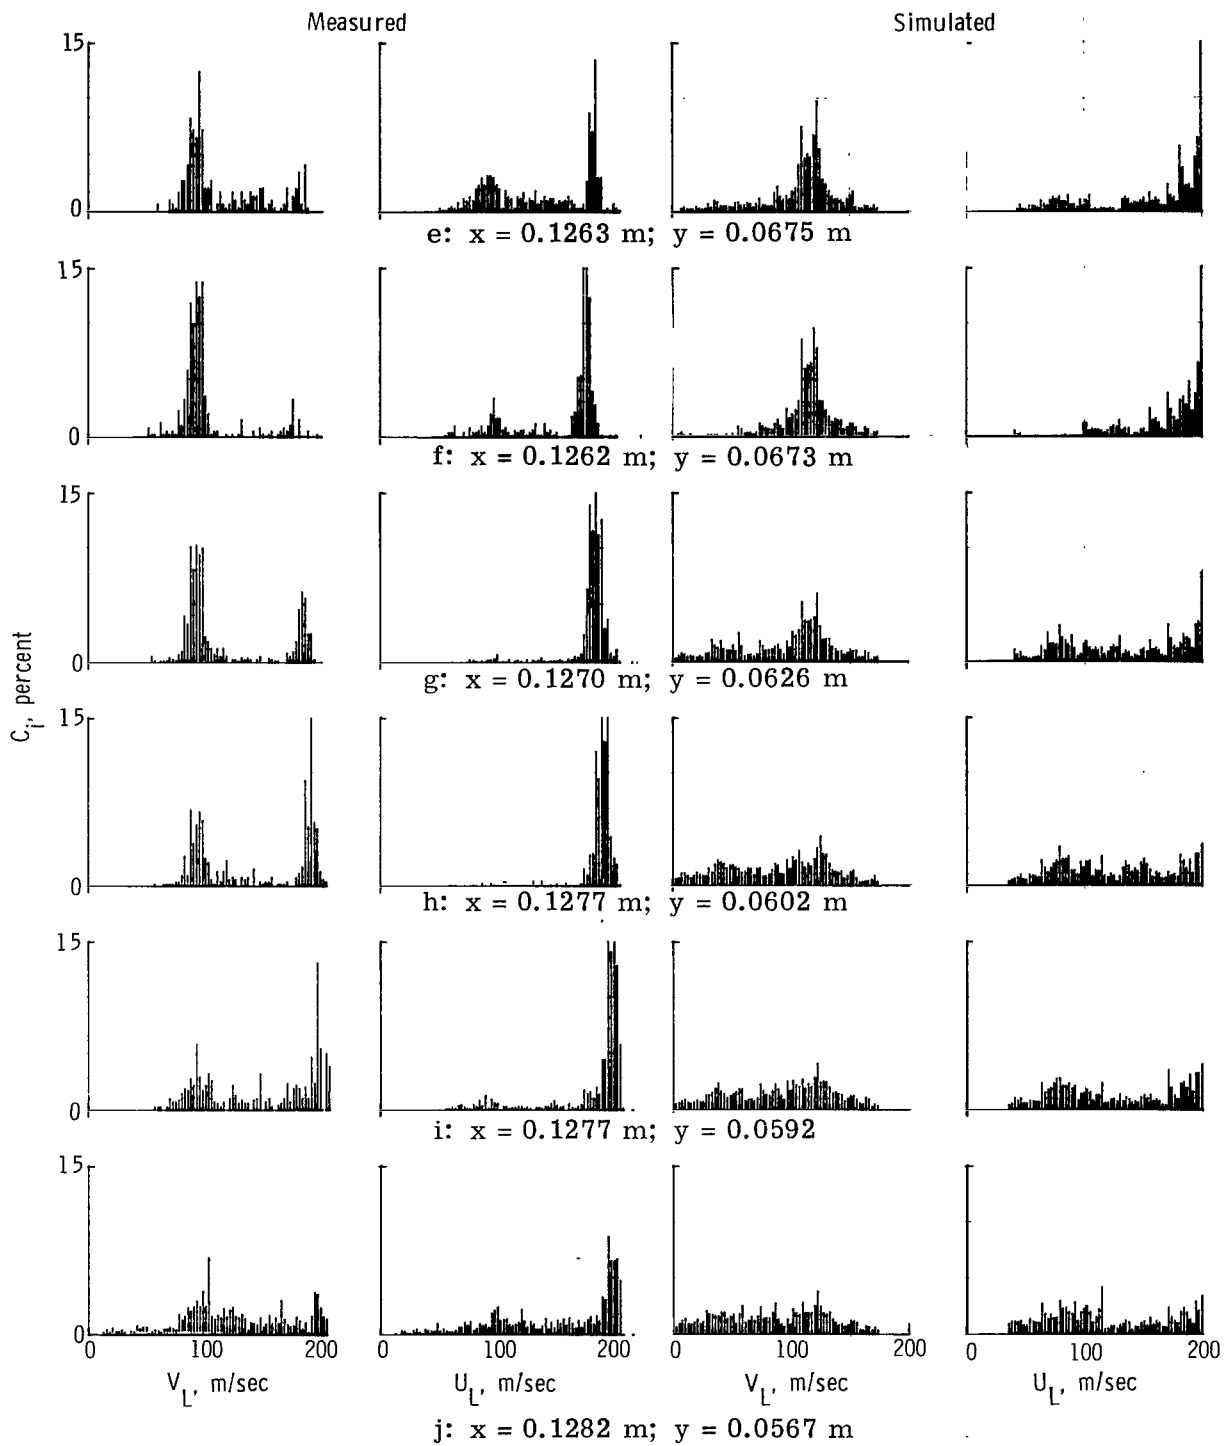 Measured Simulated
15
0
e: x = 0.1263 m; y = 0.0675 m
15
0
f: x = 0.1262 m; y = 0.0673 m
15
0
g: x = 0.1270 m; y = 0.0626 m
C_i, percent
15
0
h: x = 0.1277 m; y = 0.0602 m
15
0
i: x = 0.1277 m; y = 0.0592
15
0
0 100 200 0 100 200 0 100 200 0 100 200
V_L, m/sec U_L, m/sec V_L, m/sec U_L, m/sec
j: x = 0.1282 m; y = 0.0567 m